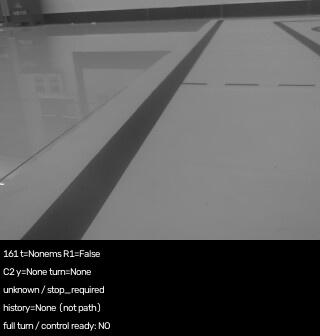 161 t=Nonems R1=False
C2 y=None turn=None
unknown / stop_required
history=None (not path)
full turn / control ready: NO